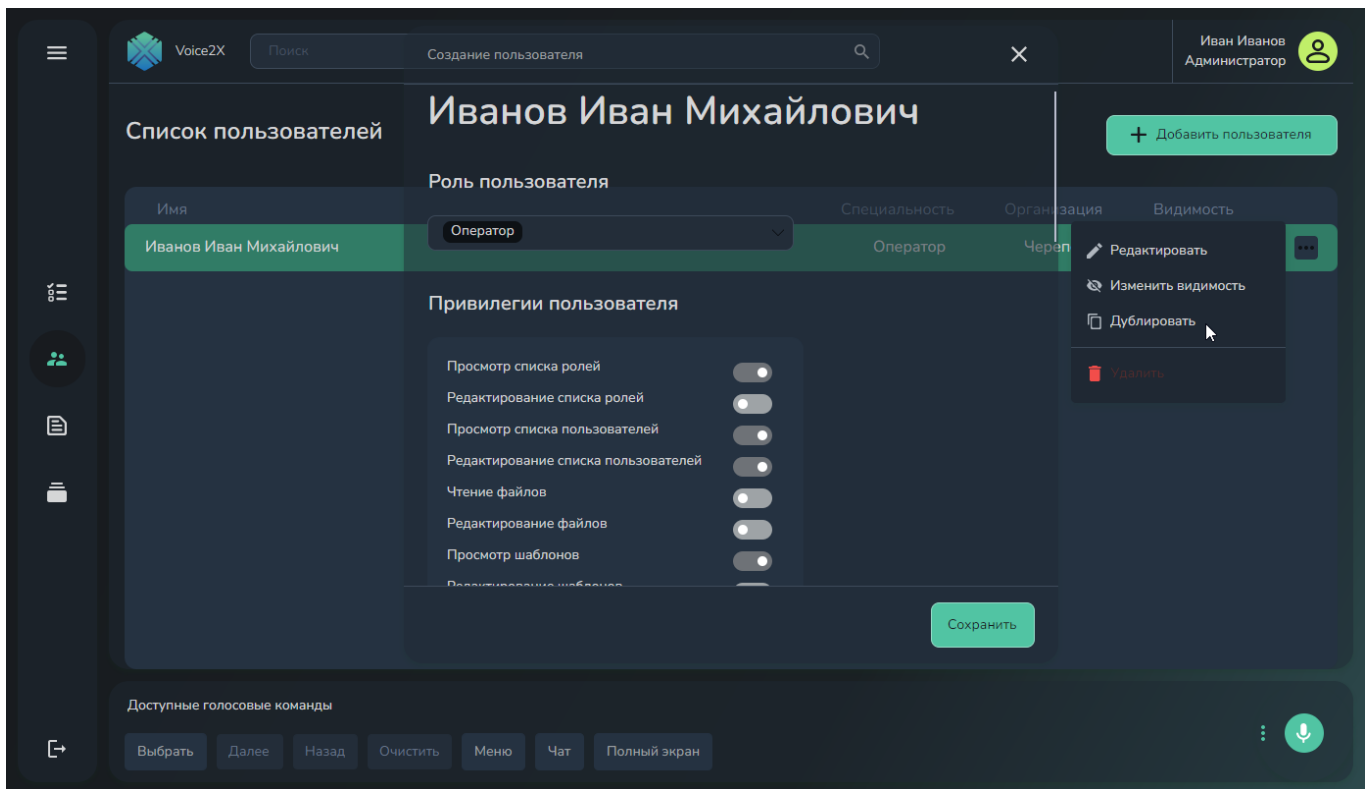 Voice2X
Поиск
Создание пользователя
Иван Иванов
Администратор
Список пользователей
Иванов Иван Михайлович
Добавить пользователя
Роль пользователя
Имя
Специальность
Организация
Видимость
Иванов Иван Михайлович
Оператор
Оператор
Череп
Редактировать
Изменить видимость
Дублировать
Удалить
Привилегии пользователя
Просмотр списка ролей
Редактирование списка ролей
Просмотр списка пользователей
Редактирование списка пользователей
Чтение файлов
Редактирование файлов
Просмотр шаблонов
Редактирование шаблонов
Сохранить
Доступные голосовые команды
Выбрать
Далее
Назад
Очистить
Меню
Чат
Полный экран